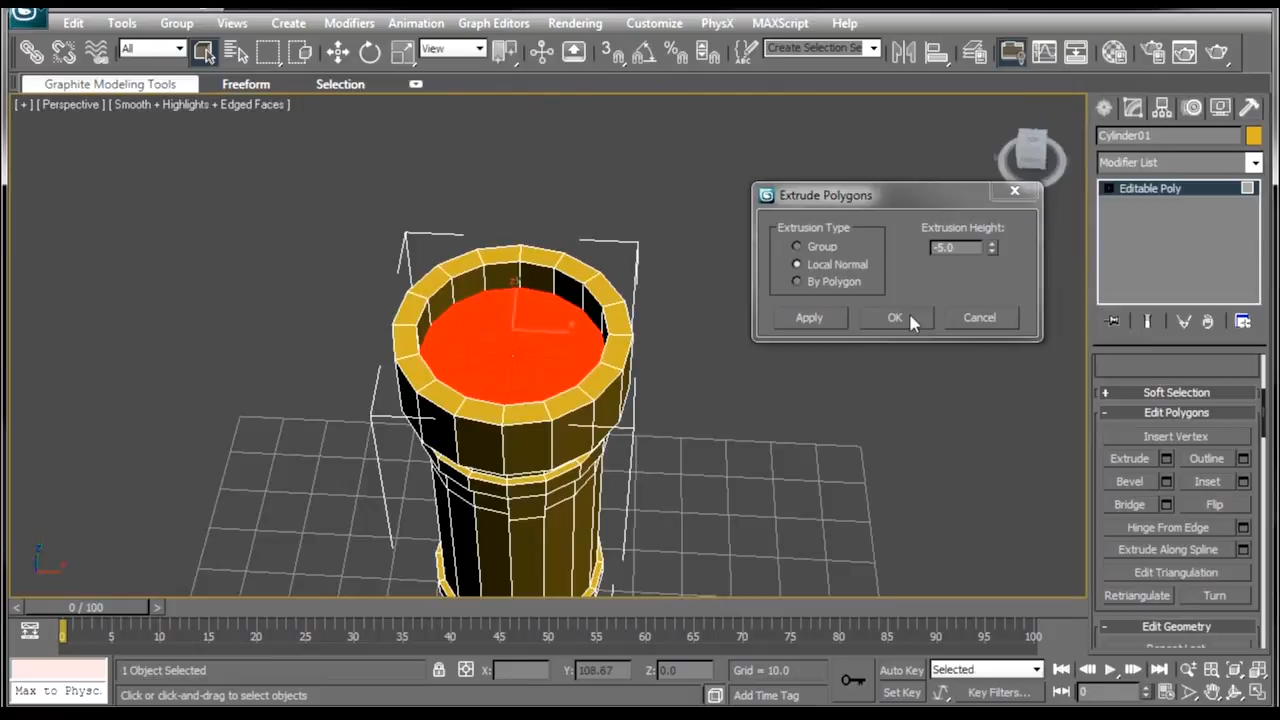 Edit Tools Group Views Create Modifiers Animation Graph Editors Rendering Customize PhysX MAXScript Help
All View 3 Create Selection Se
Graphite Modeling Tools Freeform Selection
[ + ] [ Perspective ] [ Smooth + Highlights + Edged Faces ]
Cylinder01
Modifier List
Editable Poly
Extrude Polygons
Extrusion Type
Group
Local Normal
By Polygon
Extrusion Height:
-5.0
Apply OK Cancel
Soft Selection
Edit Polygons
Insert Vertex
Extrude Outline
Bevel Inset
Bridge Flip
Hinge From Edge
Extrude Along Spline
Edit Triangulation
Retriangulate Turn
Edit Geometry
z
x
z
< 0 / 100 >
0 5 10 15 20 25 30 35 40 45 50 55 60 65 70 75 80 85 90 95 100
1 Object Selected X: Y: 108.67 Z: 0.0 Grid = 10.0 Auto Key Selected
Max to Physc. Click or click-and-drag to select objects Add Time Tag Set Key Key Filters... 0